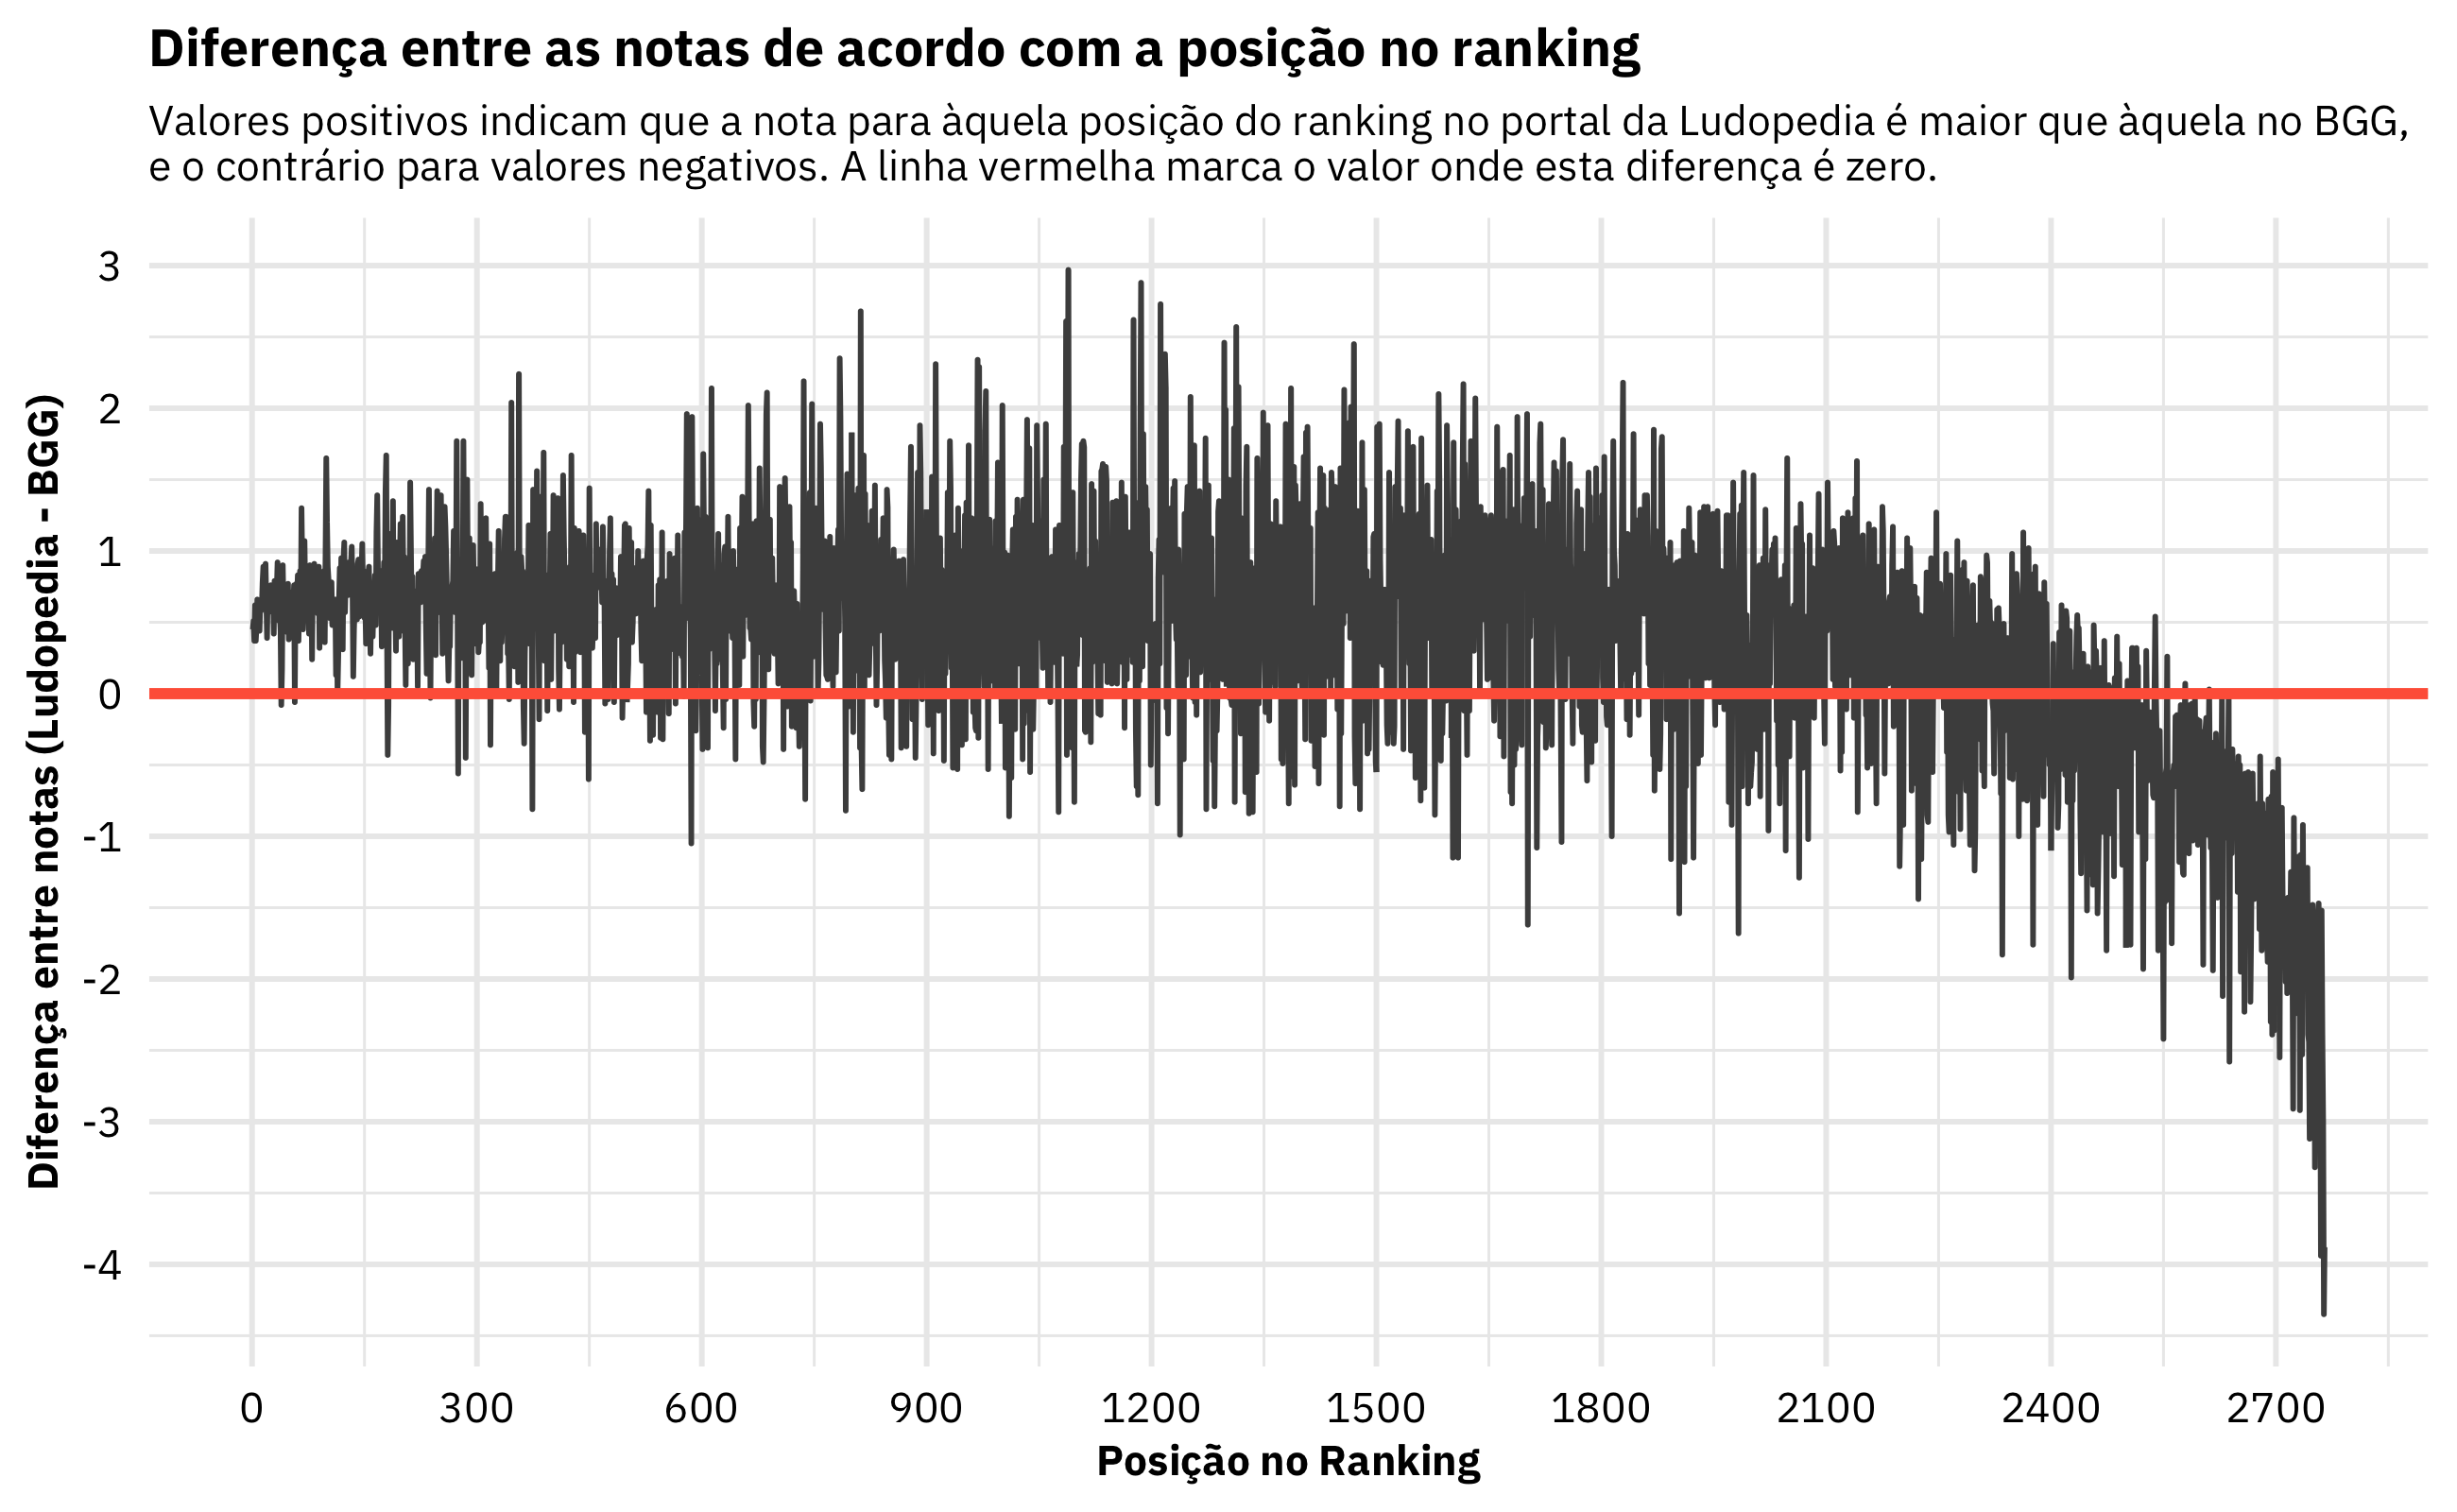 Diferença entre as notas de acordo com a posição no ranking
Valores positivos indicam que a nota para àquela posição do ranking no portal da Ludopedia é maior que àquela no BGG,
e o contrário para valores negativos. A linha vermelha marca o valor onde esta diferença é zero.
Diferença entre notas (Ludopedia - BGG)
3
2
1
0
-1
-2
-3
-4
0 300 600 900 1200 1500 1800 2100 2400 2700
Posição no Ranking